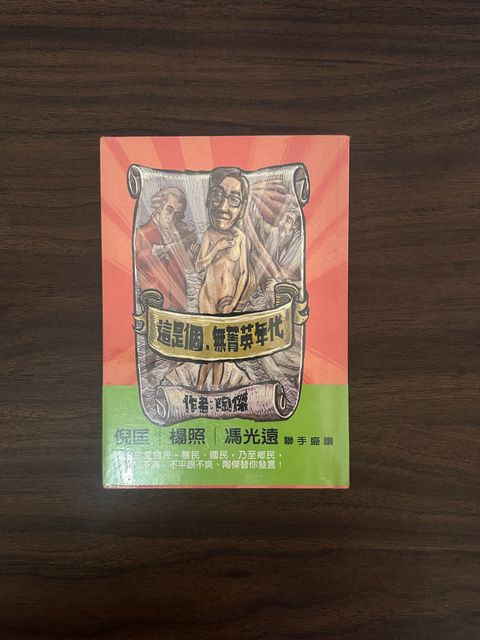 這是個、無菁英年代
作者：陶傑
倪匡｜楊照｜馮光遠 聯手盛讚
民、暴民、國民，乃至鄉民，
不滿、不平跟不爽、陶傑替你發言！